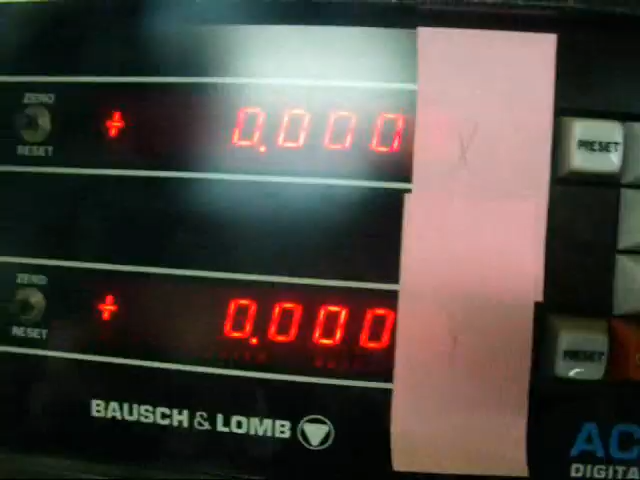 ZERO
+ 0.000
X
PRESET
RESET
ZERO
+ 0.000
PRESET
RESET
BAUSCH & LOMB
AC
DIGITA